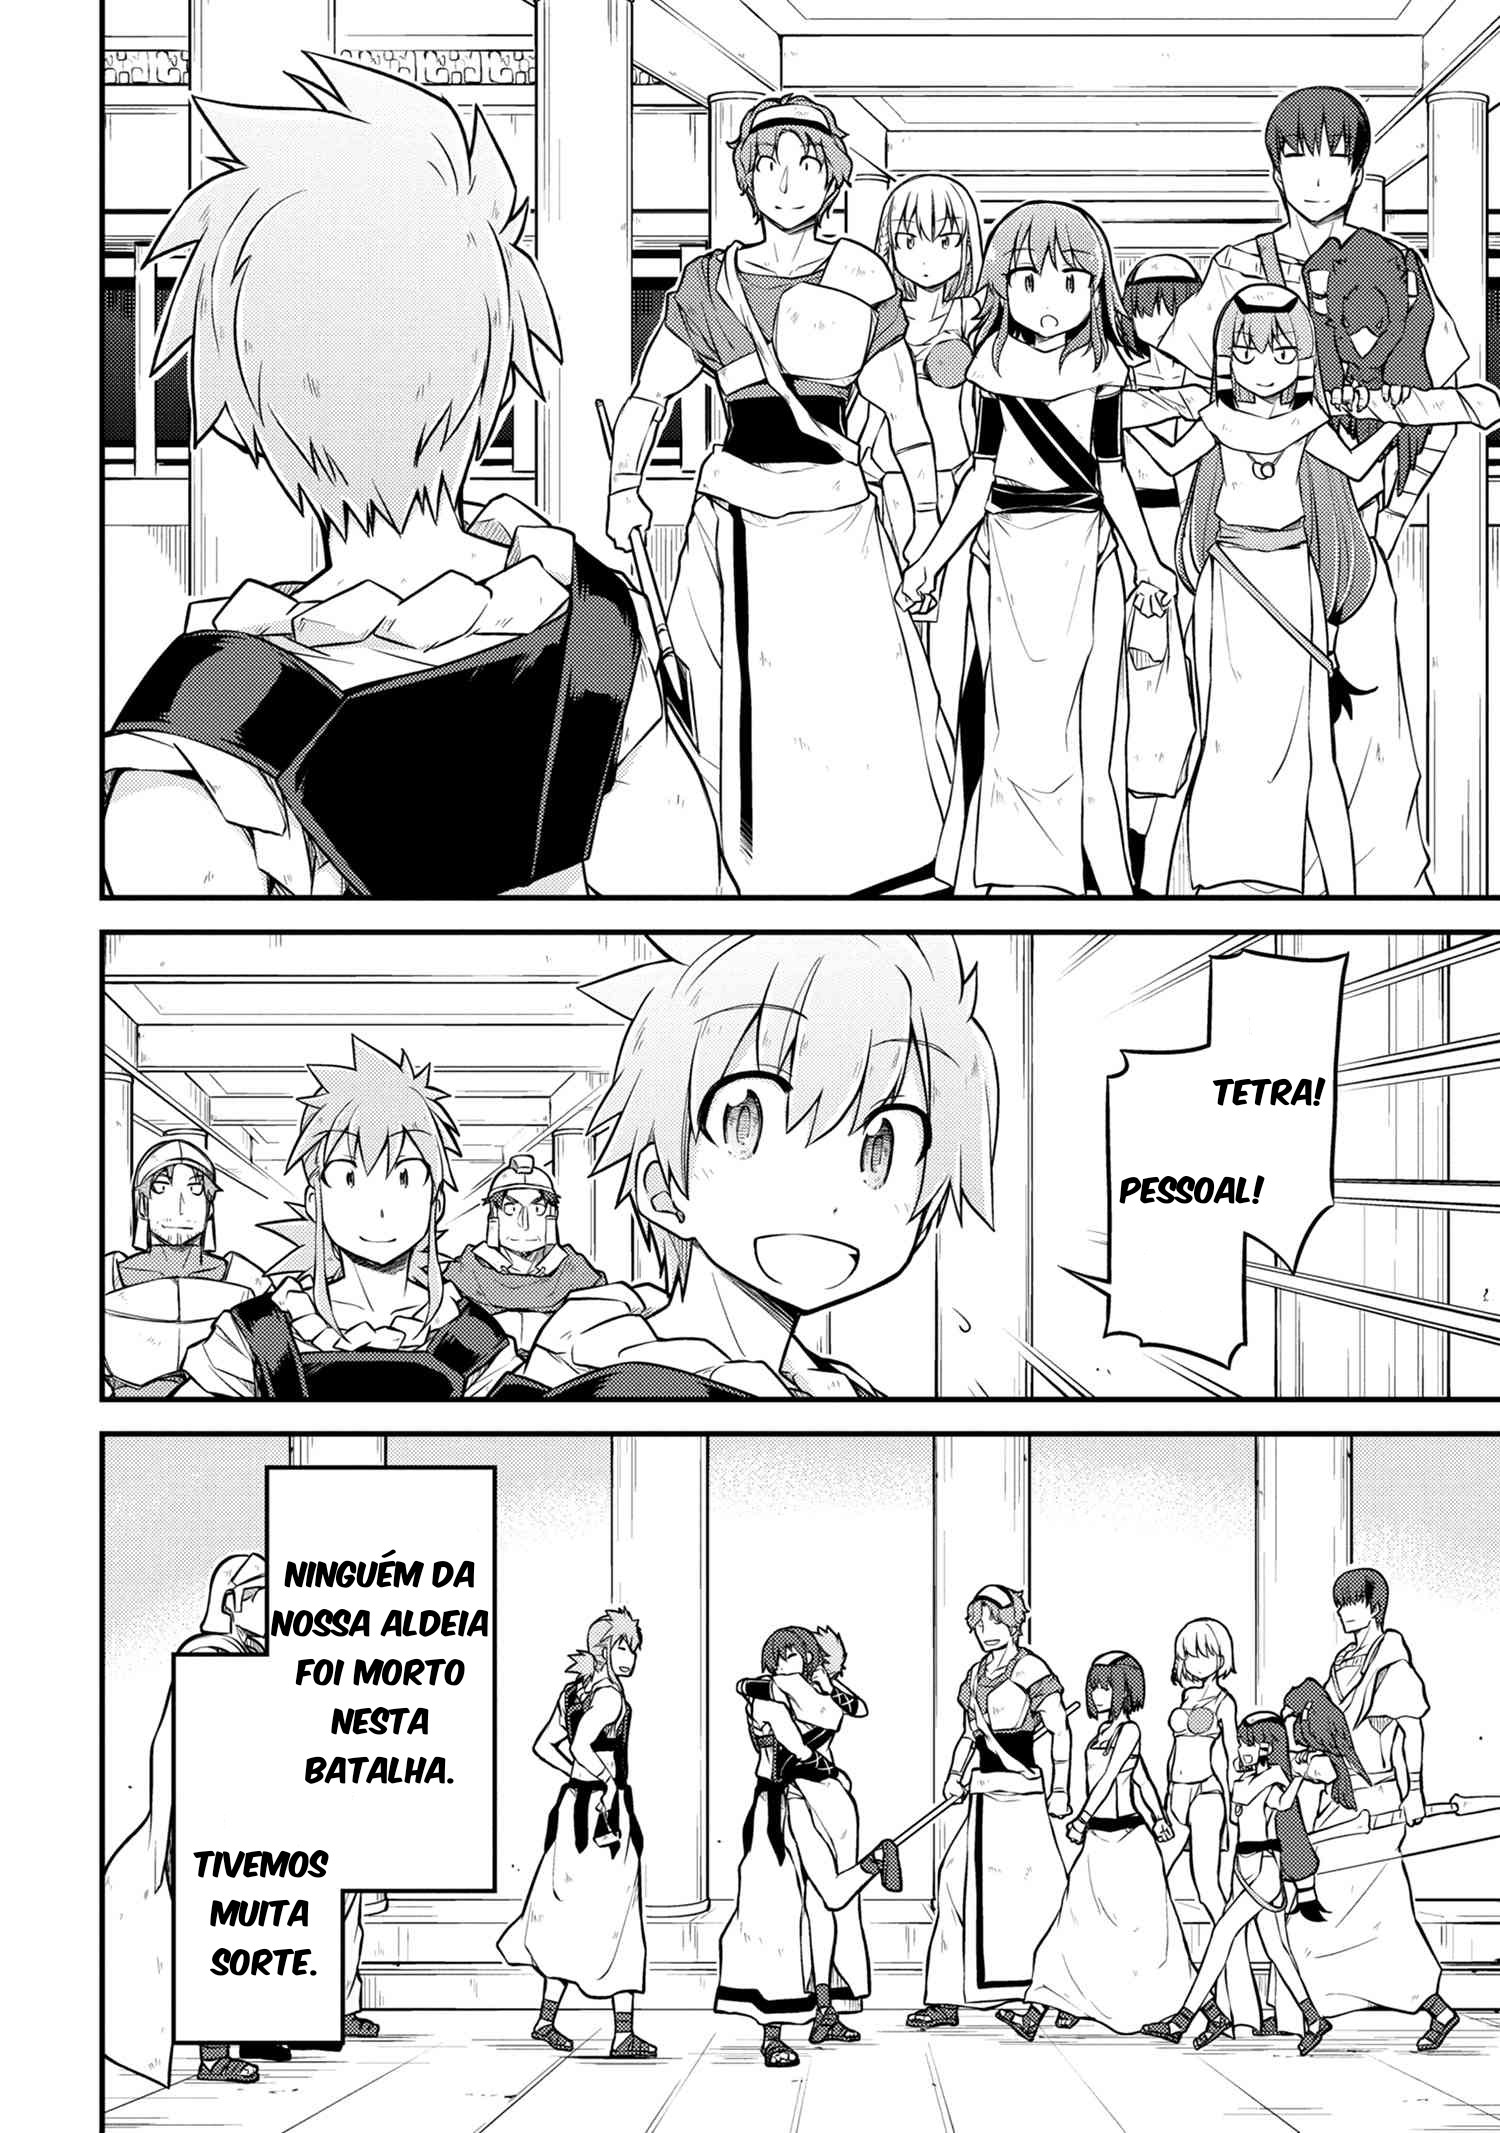 TETRA!
PESSOAL!
NINGUÉM DA
NOSSA ALDEIA
FOI MORTO
NESTA
BATALHA.
TIVEMOS
MUITA
SORTE.